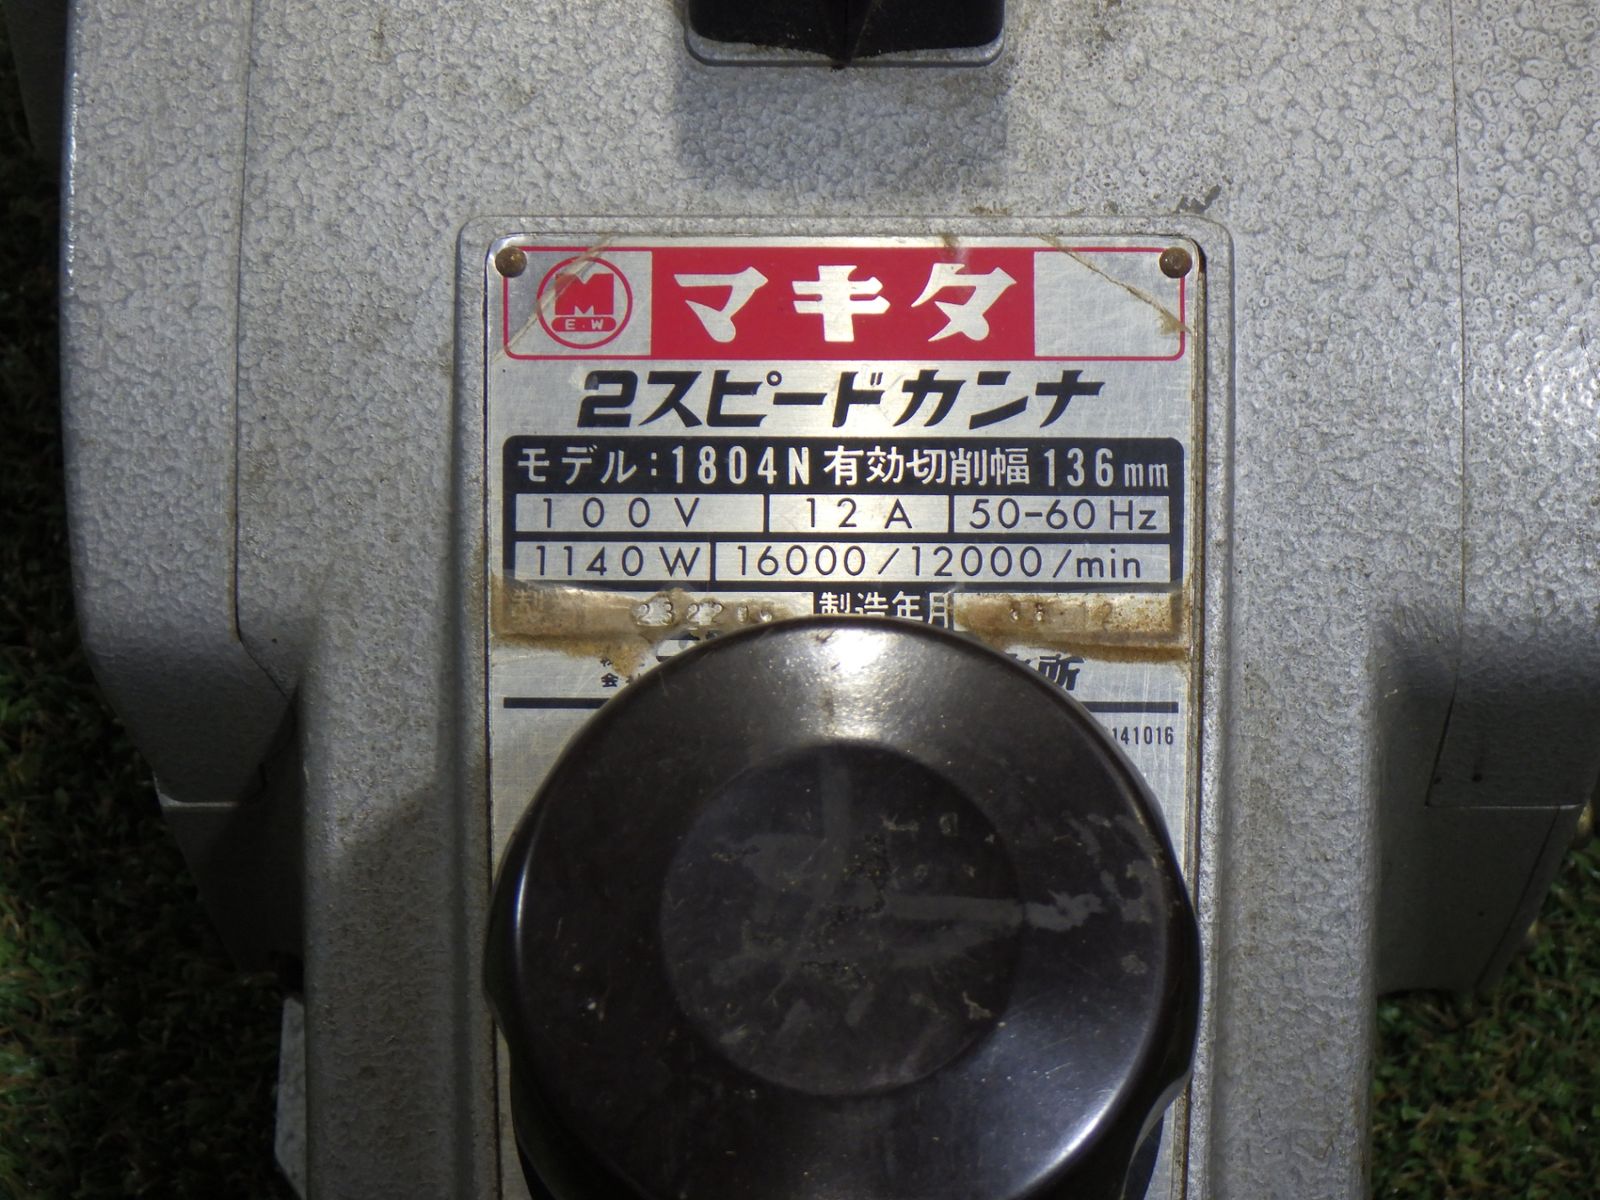 M
E・W
マキタ
2スピードカンナ
モデル:1804N 有効切削幅 136mm
100V 12A 50-60Hz
1140W 16000/12000/min
製造年月
所
141016